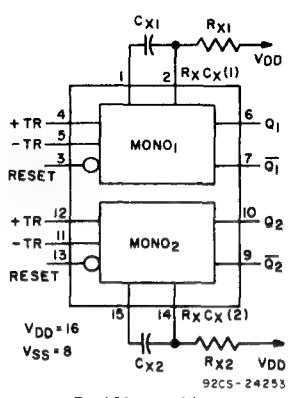 CX1 RX1
VDD
1 2 RXCX(1)
+TR 4 6 Q1
-TR 5 MONO1
3 7 Q̅1
RESET
+TR 12 10 Q2
-TR 11 MONO2
13 9 Q̅2
RESET
15 14 RXCX(2)
VDD=16
VSS=8
CX2 RX2 VDD
92CS-24253